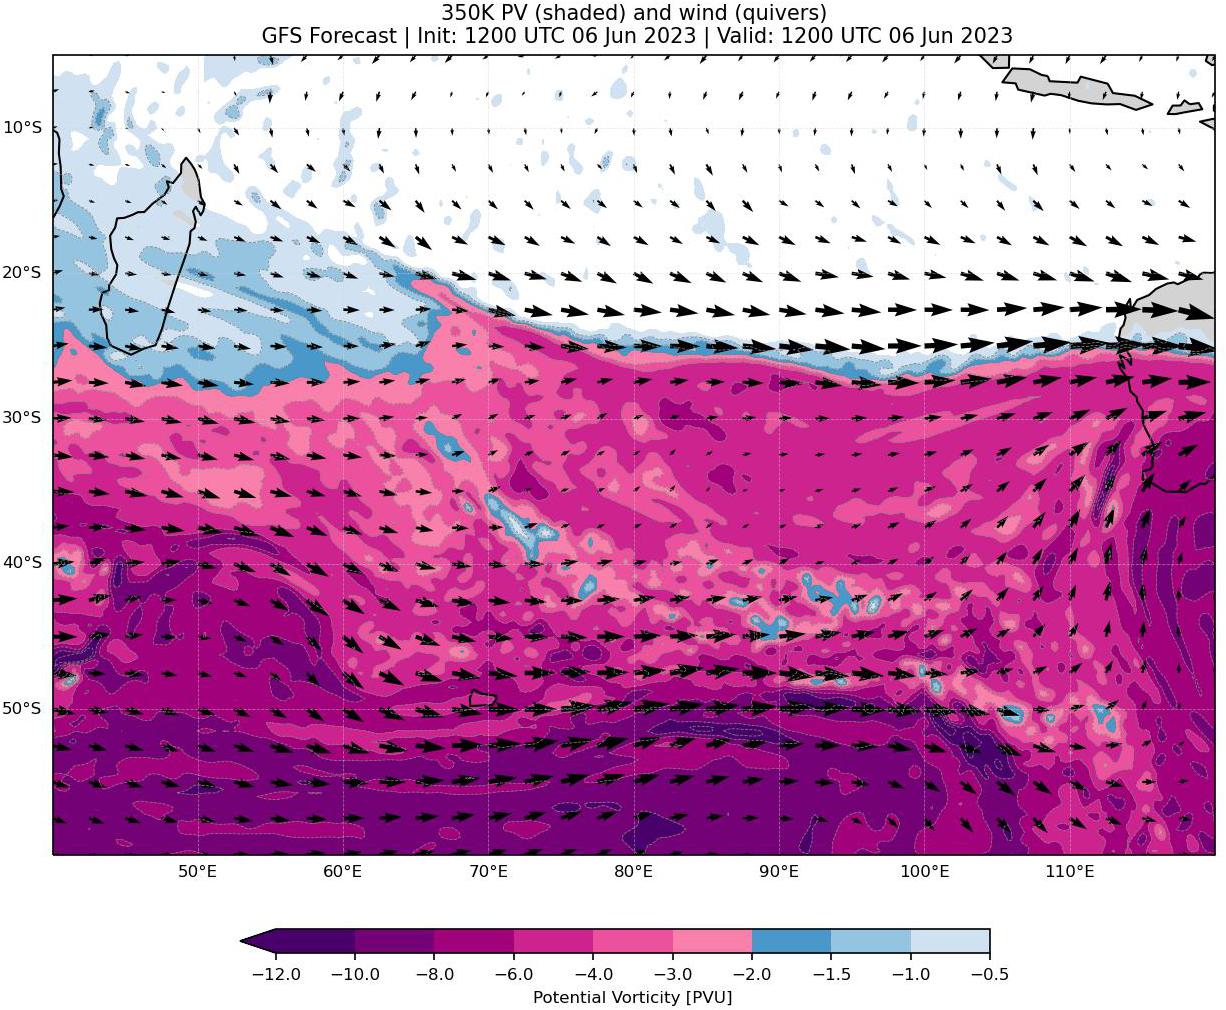 350K PV (shaded) and wind (quivers)
GFS Forecast | Init: 1200 UTC 06 Jun 2023 | Valid: 1200 UTC 06 Jun 2023
10°S
20°S
30°S
40°S
50°S
50°E 60°E 70°E 80°E 90°E 100°E 110°E
−12.0 −10.0 −8.0 −6.0 −4.0 −3.0 −2.0 −1.5 −1.0 −0.5
Potential Vorticity [PVU]